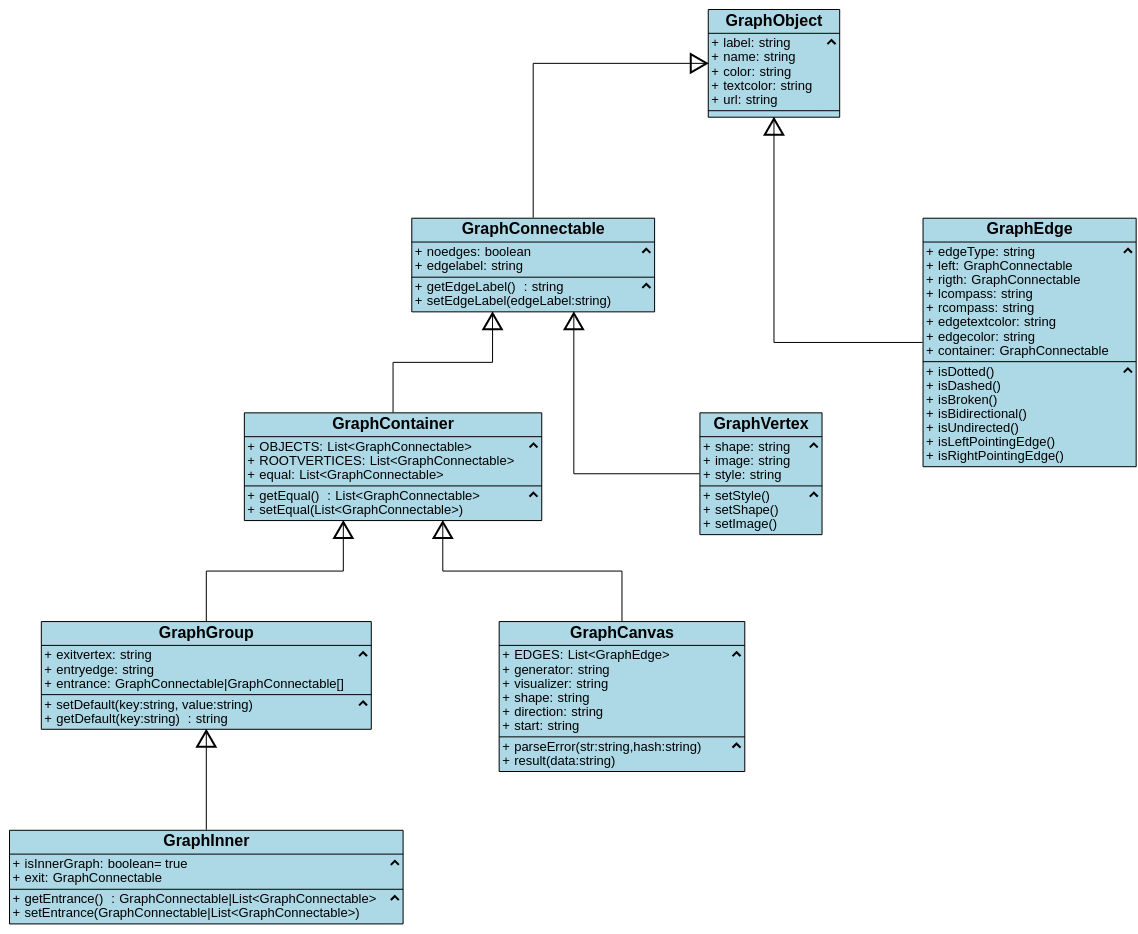 GraphObject
+ label: string
+ name: string
+ color: string
+ textcolor: string
+ url: string
GraphConnectable
+ noedges: boolean
+ edgelabel: string
+ getEdgeLabel()  : string
+ setEdgeLabel(edgeLabel:string)
GraphEdge
+ edgeType: string
+ left: GraphConnectable
+ rigth: GraphConnectable
+ lcompass: string
+ rcompass: string
+ edgetextcolor: string
+ edgecolor: string
+ container: GraphConnectable
+ isDotted()
+ isDashed()
+ isBroken()
+ isBidirectional()
+ isUndirected()
+ isLeftPointingEdge()
+ isRightPointingEdge()
GraphContainer
+ OBJECTS: List<GraphConnectable>
+ ROOTVERTICES: List<GraphConnectable>
+ equal: List<GraphConnectable>
+ getEqual()  : List<GraphConnectable>
+ setEqual(List<GraphConnectable>)
GraphVertex
+ shape: string
+ image: string
+ style: string
+ setStyle()
+ setShape()
+ setImage()
GraphGroup
+ exitvertex: string
+ entryedge: string
+ entrance: GraphConnectable|GraphConnectable[]
+ setDefault(key:string, value:string)
+ getDefault(key:string)  : string
GraphCanvas
+ EDGES: List<GraphEdge>
+ generator: string
+ visualizer: string
+ shape: string
+ direction: string
+ start: string
+ parseError(str:string,hash:string)
+ result(data:string)
GraphInner
+ isInnerGraph: boolean= true
+ exit: GraphConnectable
+ getEntrance()  : GraphConnectable|List<GraphConnectable>
+ setEntrance(GraphConnectable|List<GraphConnectable>)